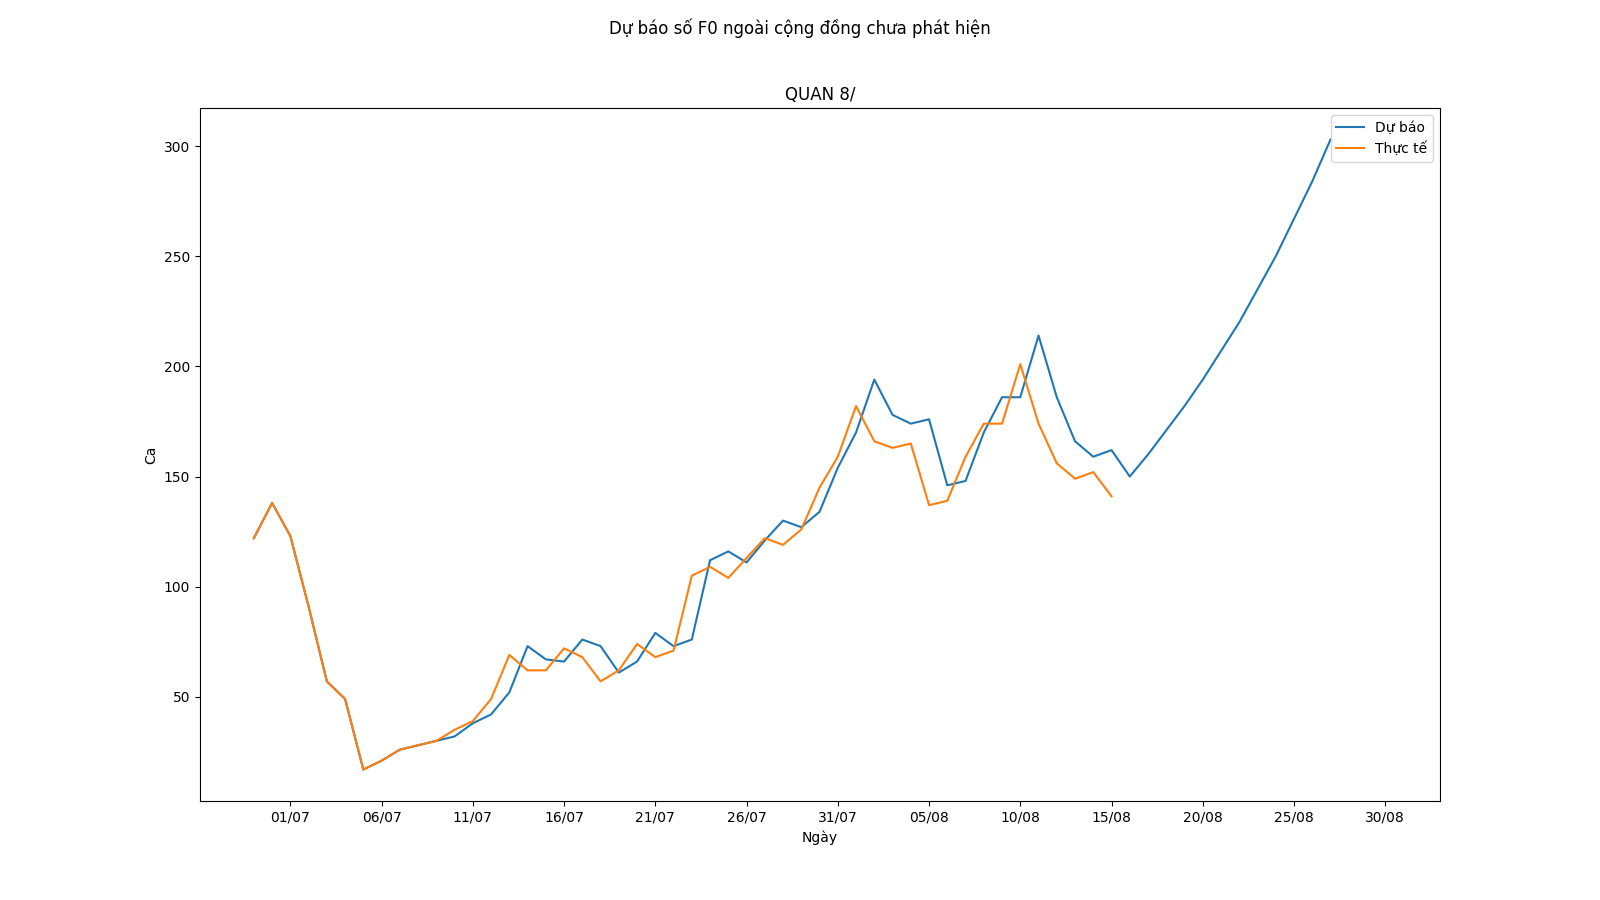 Dự báo số F0 ngoài cộng đồng chưa phát hiện
QUAN 8/
Dự báo
Thực tế
300
250
200
150
100
50
Ca
01/07 06/07 11/07 16/07 21/07 26/07 31/07 05/08 10/08 15/08 20/08 25/08 30/08
Ngày